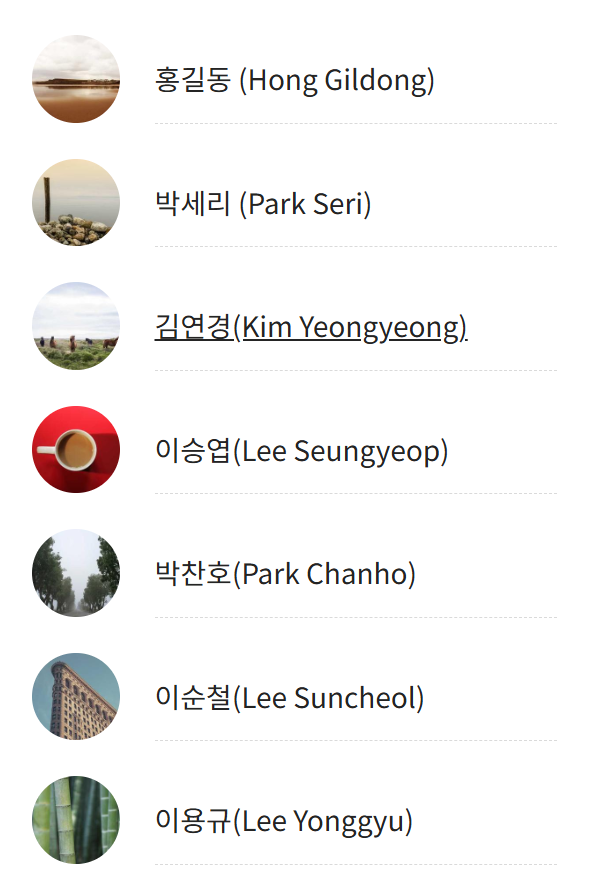 홍길동 (Hong Gildong)
박세리 (Park Seri)
김연경(Kim Yeongyeong)
이승엽(Lee Seungyeop)
박찬호(Park Chanho)
이순철(Lee Suncheol)
이용규(Lee Yonggyu)